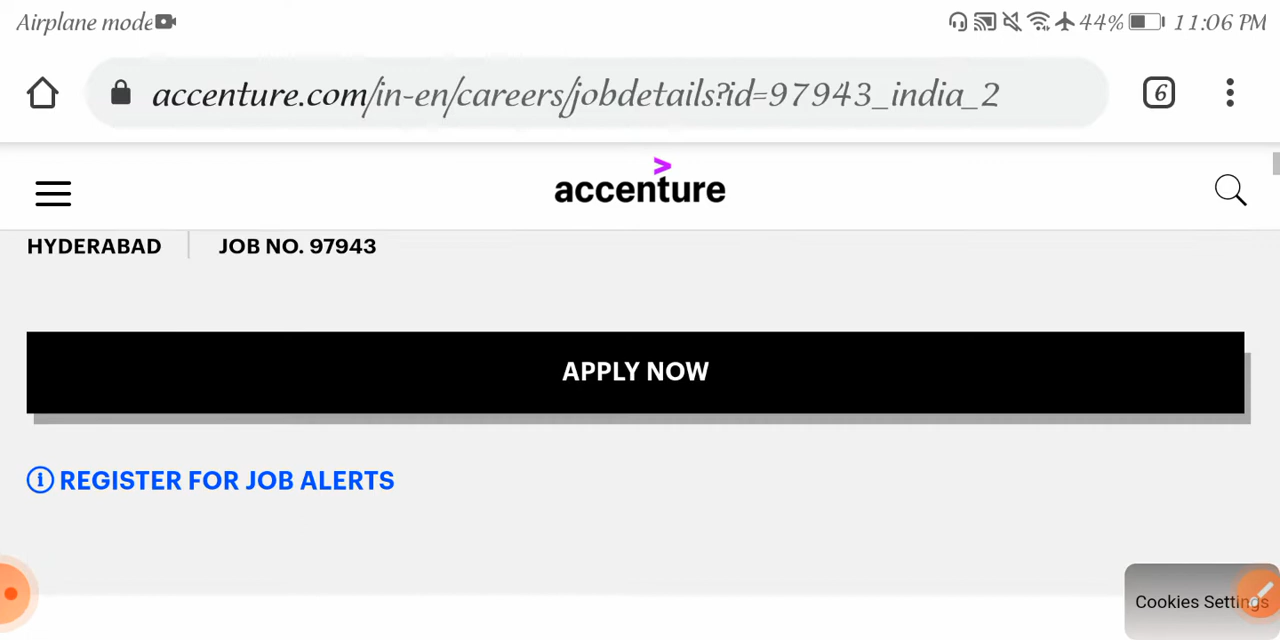 Airplane mode 44% 11:06 PM
accenture.com/in-en/careers/jobdetails?id=97943_india_2 6
accenture
HYDERABAD JOB NO. 97943
APPLY NOW
REGISTER FOR JOB ALERTS
Cookies Settings